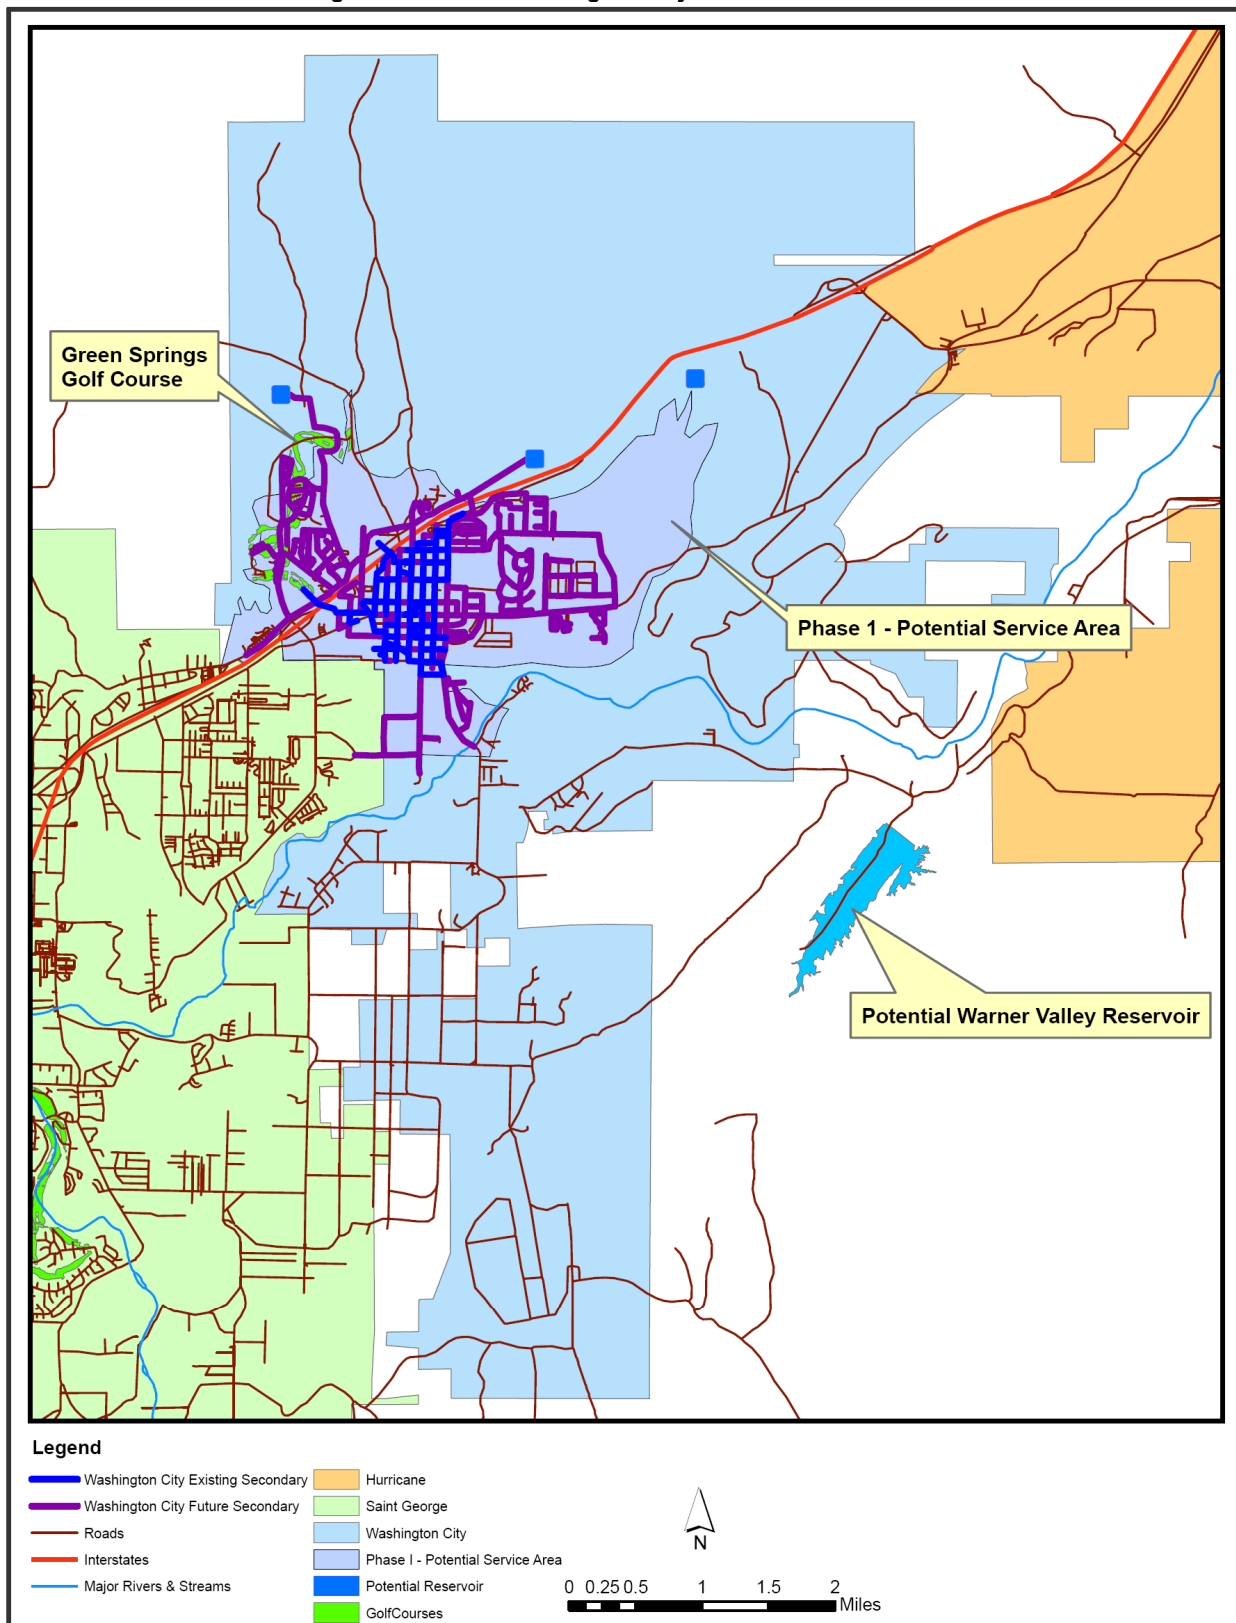 Green Springs
Golf Course
Phase 1 - Potential Service Area
Potential Warner Valley Reservoir
Legend
Washington City Existing Secondary
Washington City Future Secondary
Roads
Interstates
Major Rivers & Streams
Hurricane
Saint George
Washington City
Phase I - Potential Service Area
Potential Reservoir
GolfCourses
N
0 0.25 0.5 1 1.5 2
Miles